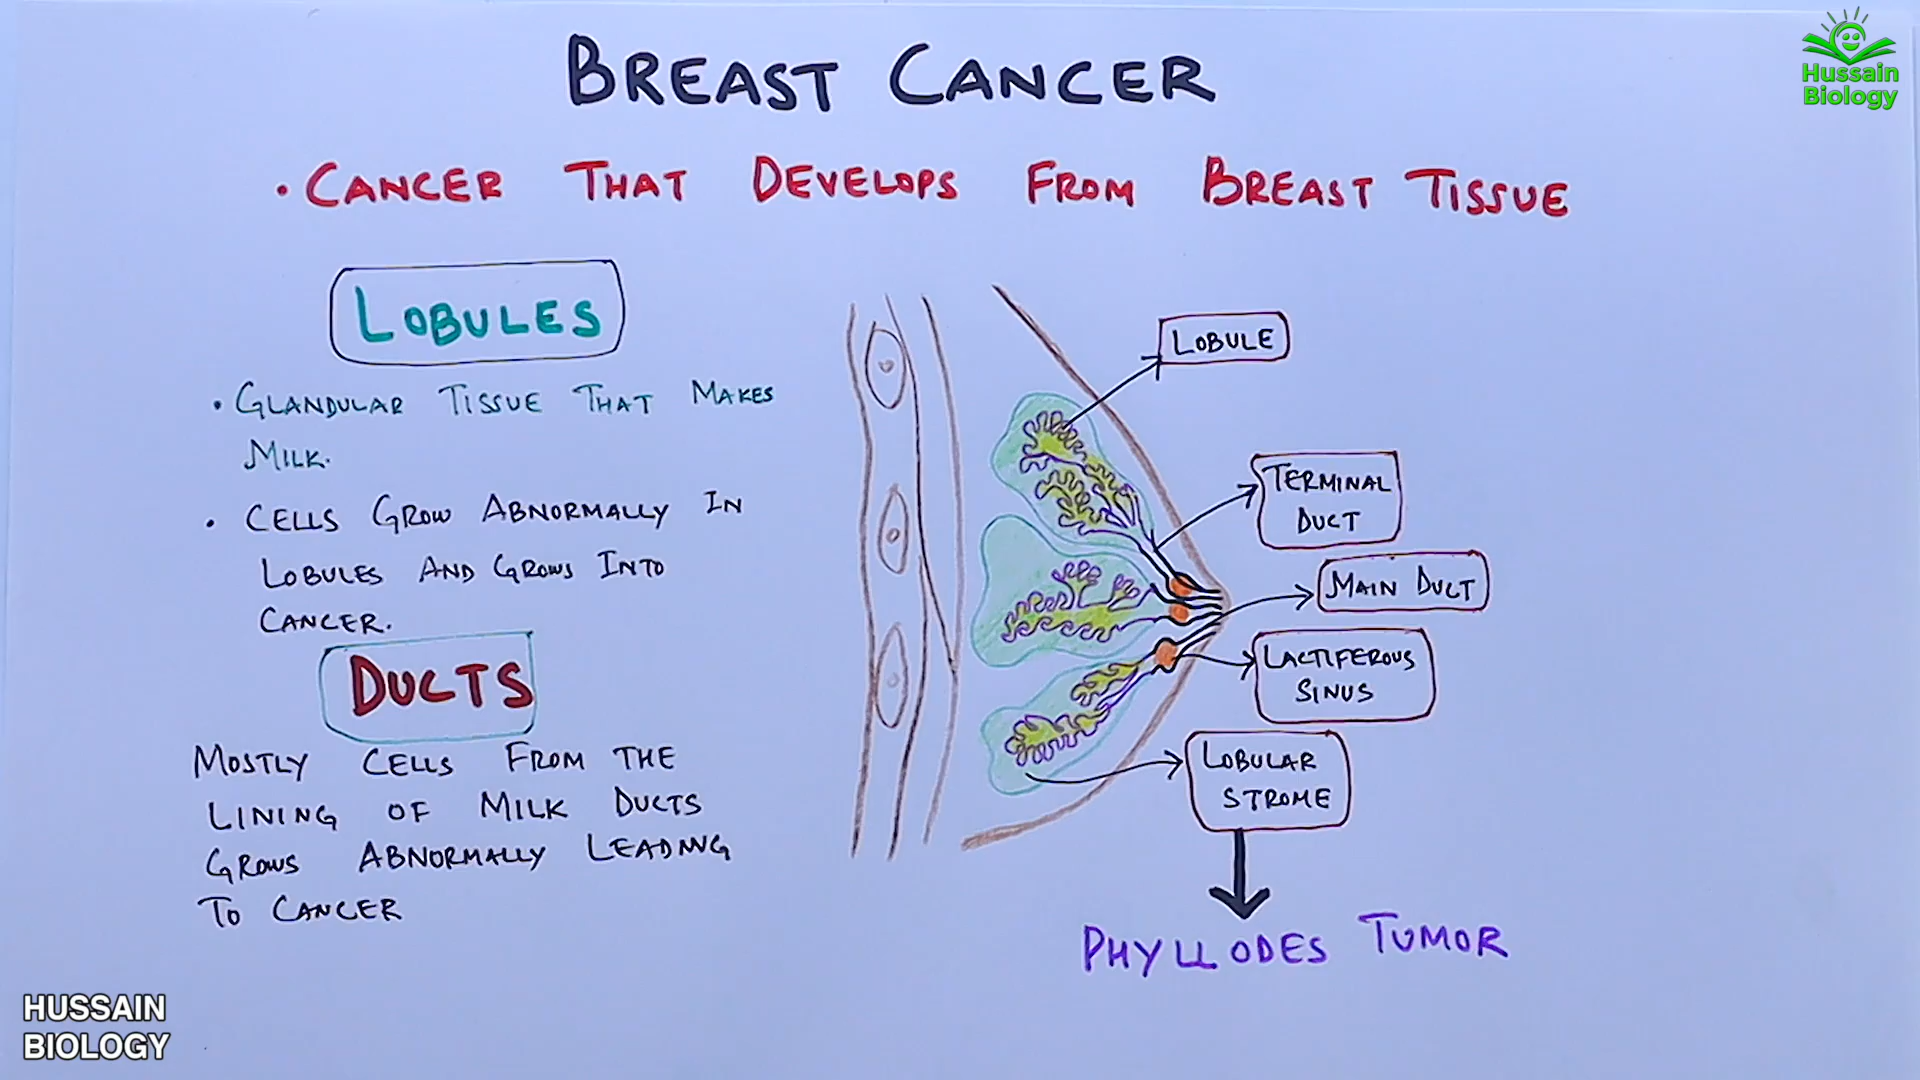 BREAST CANCER
Hussain
Biology
• CANCER THAT DEVELOPS FROM BREAST TISSUE
LOBULES
• GLANDULAR TISSUE THAT MAKES
MILK.
• CELLS GROW ABNORMALLY IN
LOBULES AND GROWS INTO
CANCER.
DUCTS
MOSTLY CELLS FROM THE
LINING OF MILK DUCTS
GROWS ABNORMALLY LEADING
TO CANCER
LOBULE
TERMINAL
DUCT
MAIN DUCT
LACTIFEROUS
SINUS
LOBULAR
STROME
PHYLLODES TUMOR
HUSSAIN
BIOLOGY